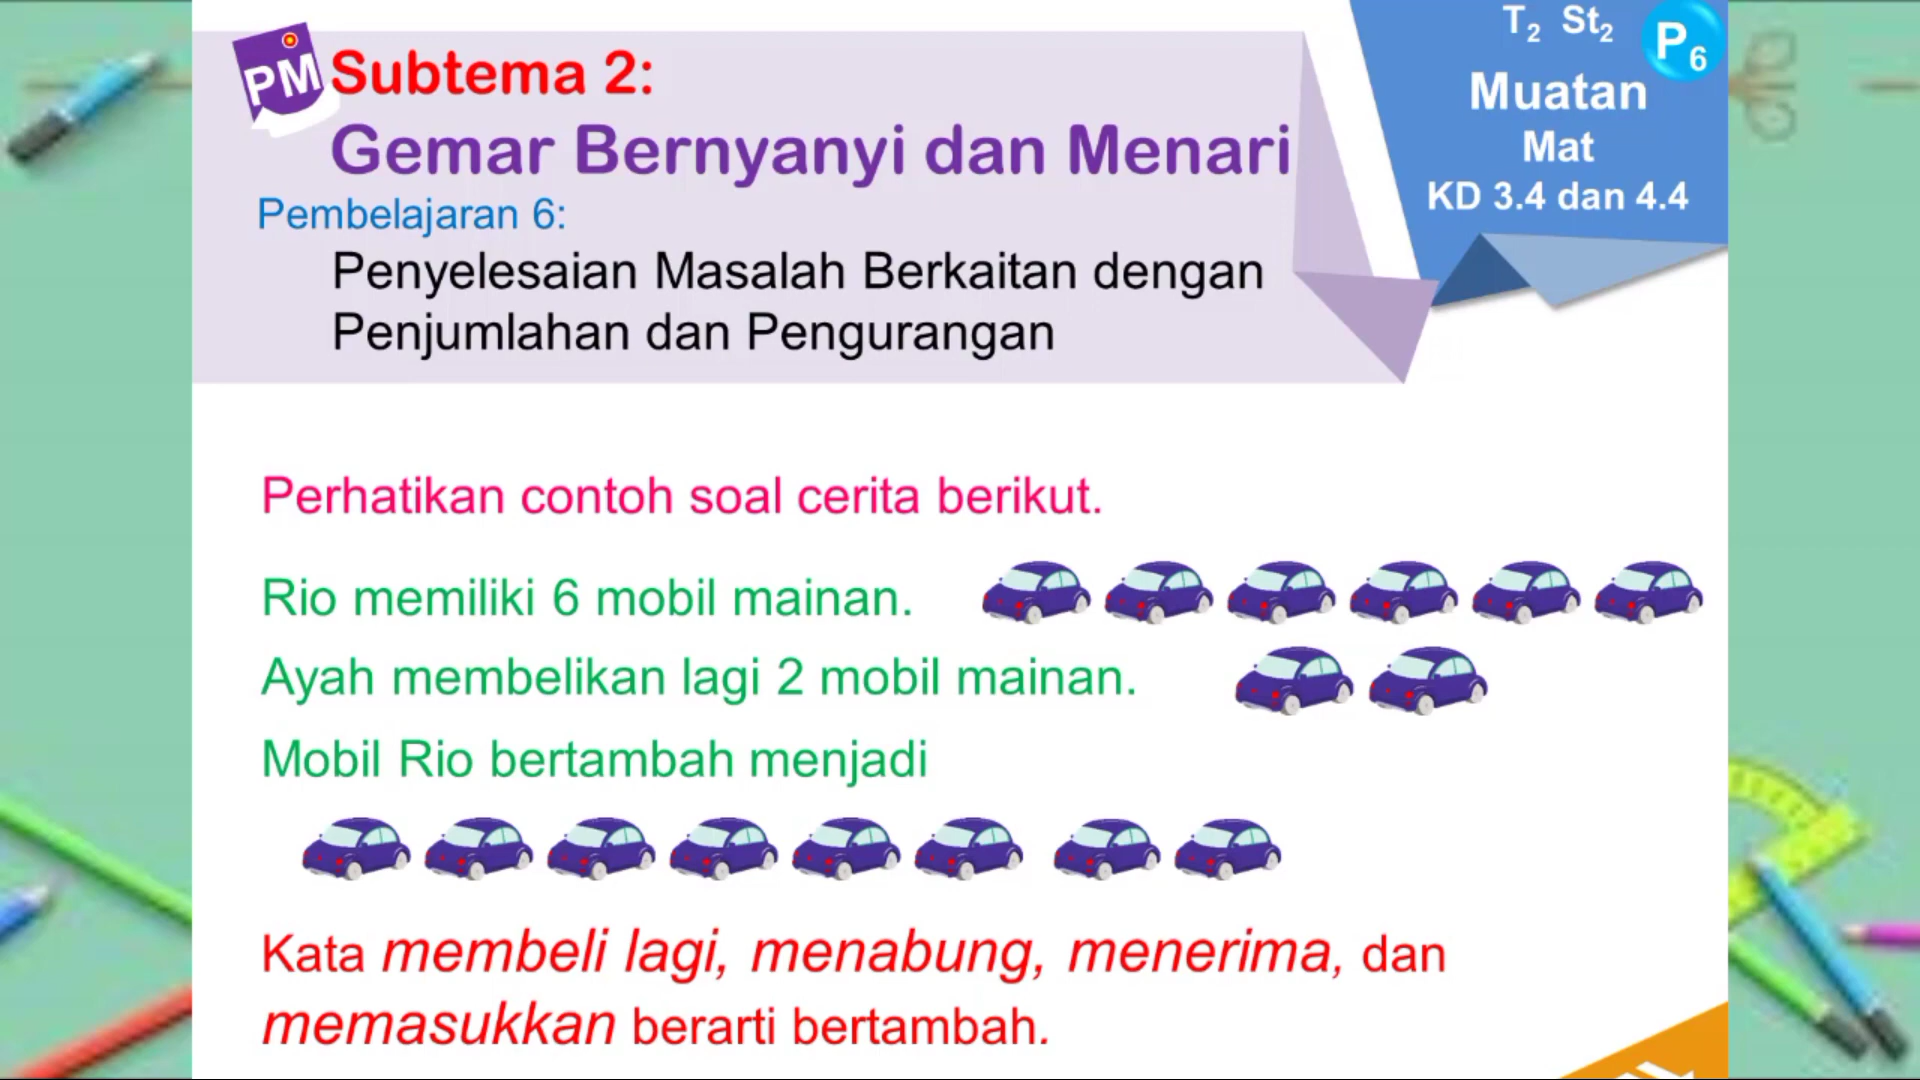 PM
Subtema 2:
Gemar Bernyanyi dan Menari
Pembelajaran 6:
Penyelesaian Masalah Berkaitan dengan
Penjumlahan dan Pengurangan
T2 St2
P6
Muatan
Mat
KD 3.4 dan 4.4
Perhatikan contoh soal cerita berikut.
Rio memiliki 6 mobil mainan.
Ayah membelikan lagi 2 mobil mainan.
Mobil Rio bertambah menjadi
Kata membeli lagi, menabung, menerima, dan
memasukkan berarti bertambah.